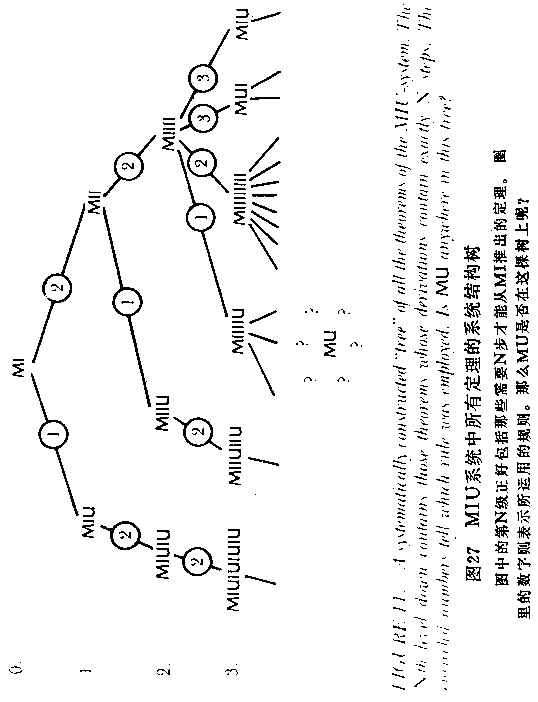 0.
MI
1 2
1
MIU MII
2 1 2
2.
MIUIU MIIU MIIII
2 2 1 2 3 3
3.
MIUIUIUIU MIIUIIU MIIIIU MIIIIIIII MUI MIU
? ? ?
MU
? ? ?
FIGURE 11. A systematically constructed "tree" of all the theorems of the MIU-system. The
Nth level down contains those theorems whose derivations contain exactly N steps. The
encircled numbers tell which rule was employed. Is MU anywhere in this tree?
图27 MIU系统中所有定理的系统结构树
图中的第N级正好包括那些需要N步才能从MI推出的定理。 圈
里的数字则表示所运用的规则。那么MU是否在这棵树上呢?